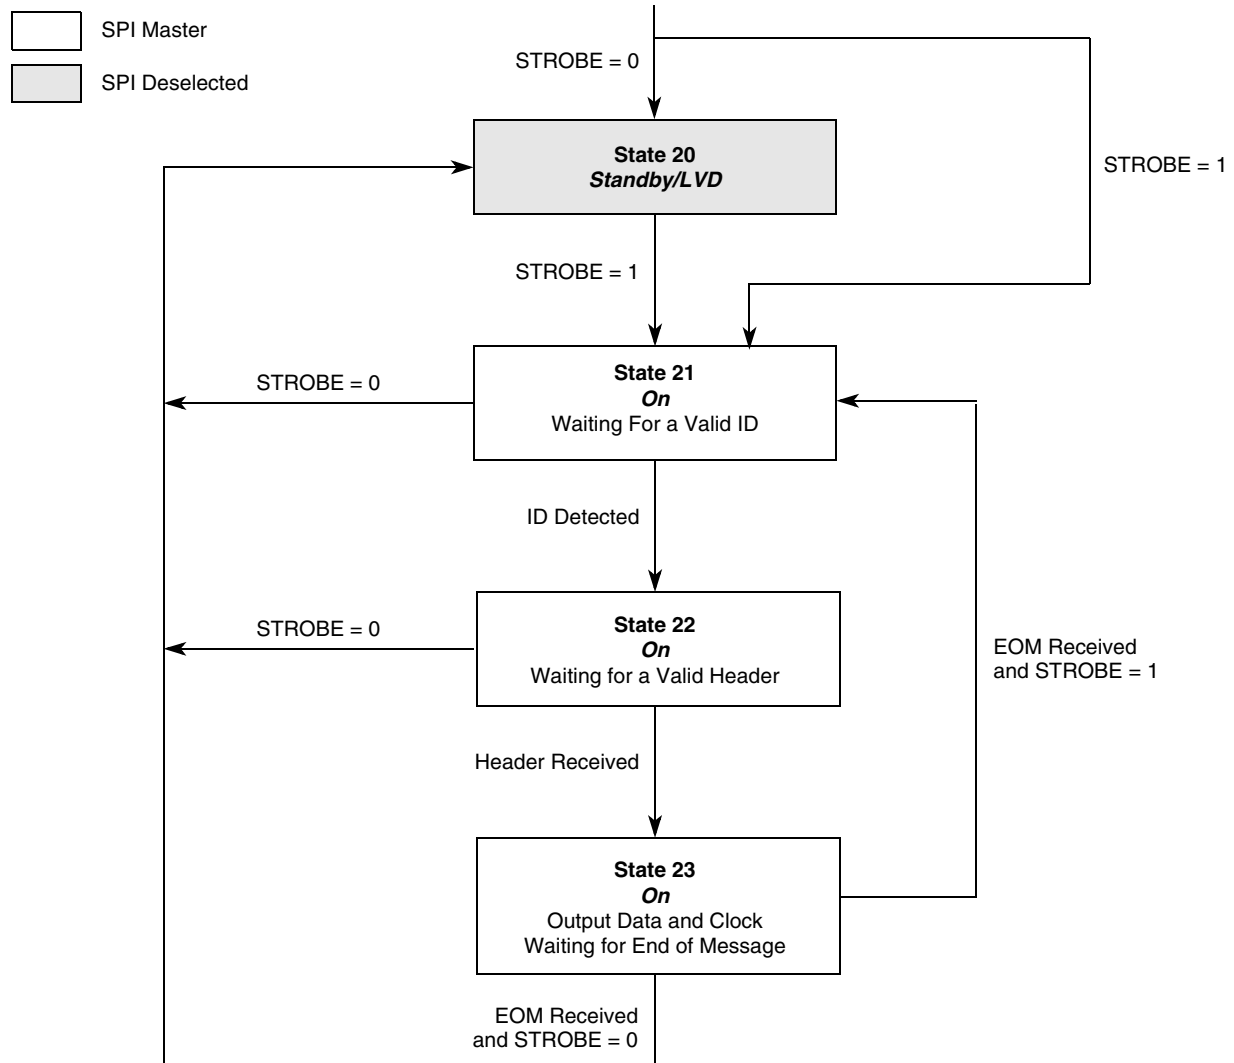 SPI Master
SPI Deselected
STROBE = 0
STROBE = 1
State 20
Standby/LVD
STROBE = 1
STROBE = 0
State 21
On
Waiting For a Valid ID
ID Detected
STROBE = 0
State 22
On
Waiting for a Valid Header
EOM Received
and STROBE = 1
Header Received
State 23
On
Output Data and Clock
Waiting for End of Message
EOM Received
and STROBE = 0